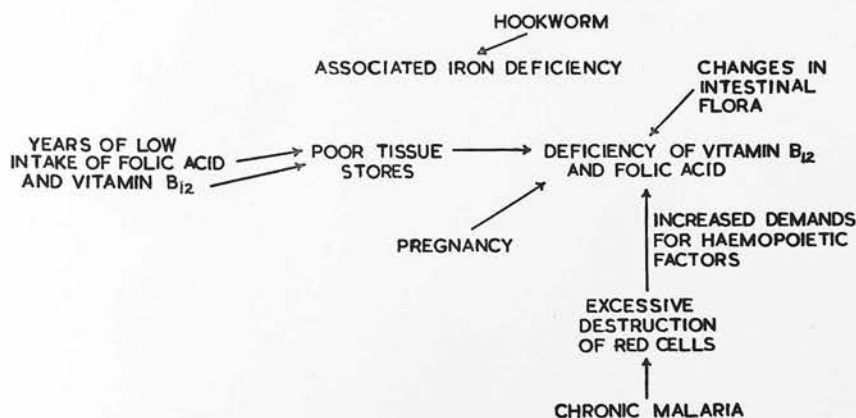 HOOKWORM
ASSOCIATED IRON DEFICIENCY
CHANGES IN
INTESTINAL
FLORA
YEARS OF LOW
INTAKE OF FOLIC ACID
AND VITAMIN B12
POOR TISSUE
STORES
DEFICIENCY OF VITAMIN B12
AND FOLIC ACID
PREGNANCY
INCREASED DEMANDS
FOR HAEMOPOIETIC
FACTORS
EXCESSIVE
DESTRUCTION
OF RED CELLS
CHRONIC MALARIA